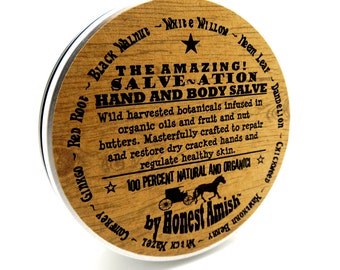 Red Root ~ Black Walnut ~ White Willow ~ Neem Leaf ~ Dandelion ~ Chickweed ~ Hawthorn Berry ~ Witch Hazel ~ Comfrey ~ Ginkgo ~
THE AMAZING!
SALVE~ATION
HAND AND BODY SALVE
Wild harvested botanicals infused in
organic oils and fruit and nut
butters. Masterfully crafted to repair
and restore dry cracked hands and
regulate healthy skin.
100 PERCENT NATURAL AND ORGANIC!
by Honest Amish™